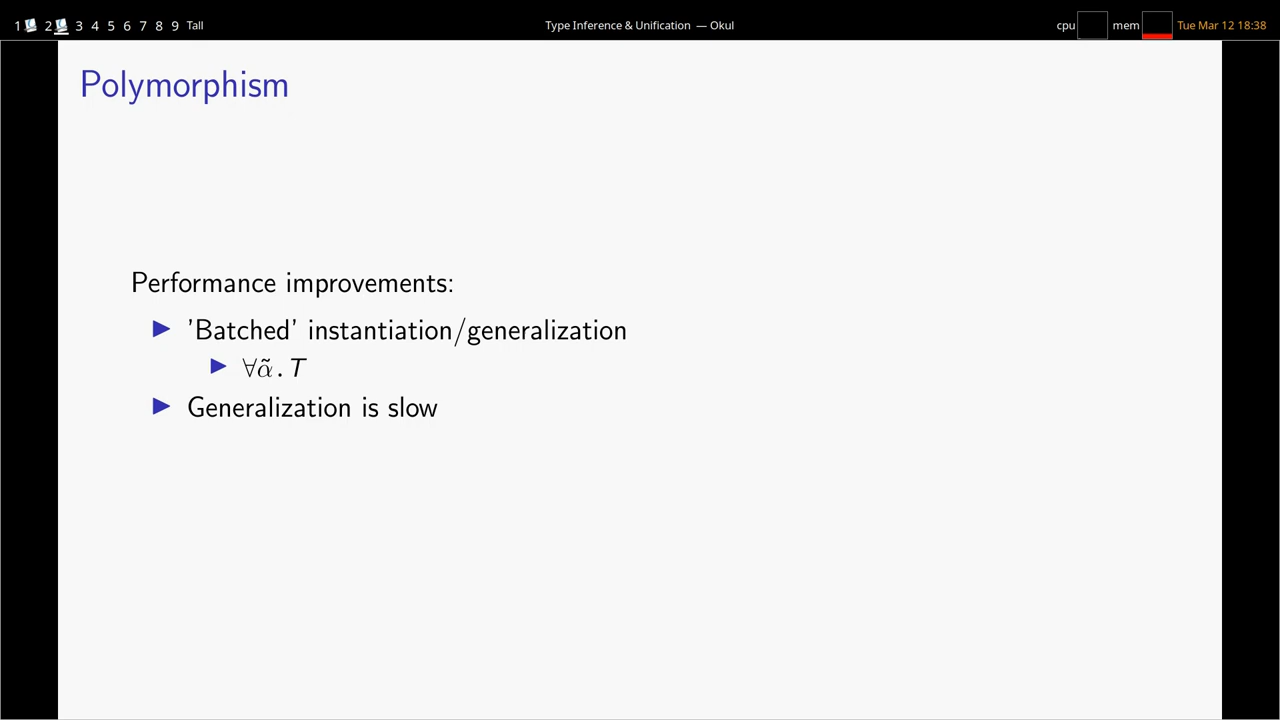 1 2 3 4 5 6 7 8 9 Tall Type Inference & Unification — Okul cpu mem Tue Mar 12 18:38
Polymorphism
Performance improvements:
▶ 'Batched' instantiation/generalization
▶ ∀α̃. T
▶ Generalization is slow